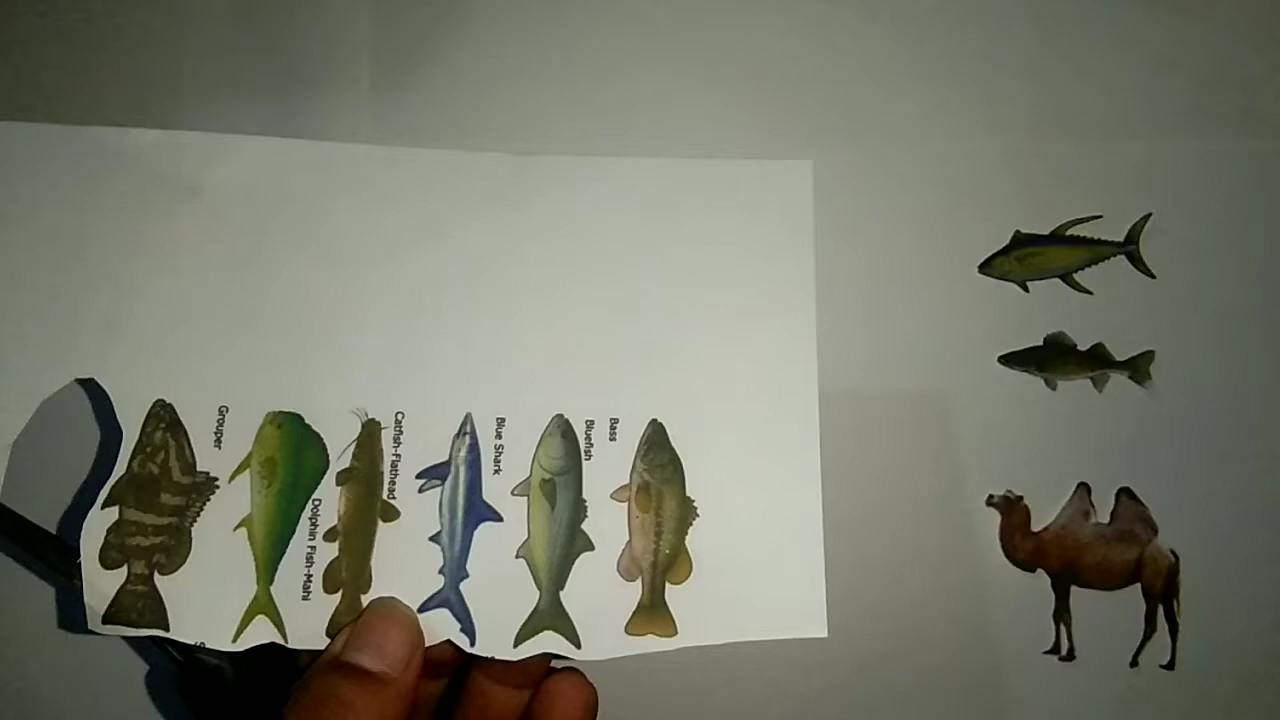 Bass
Bluefish
Blue Shark
Catfish-Flathead
Dolphin Fish-Mahi
Grouper